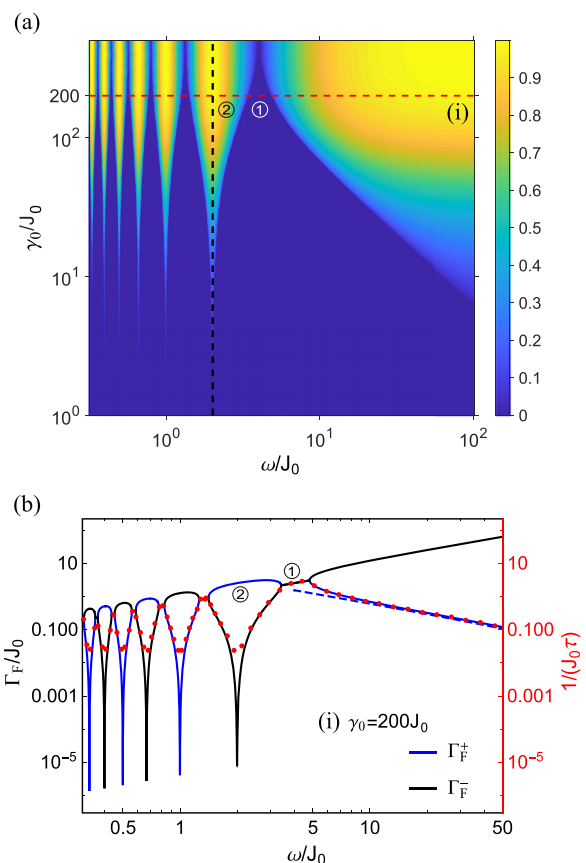 (a)
0.9
0.8
0.7
0.6
0.5
0.4
0.3
0.2
0.1
0
200
10²
10¹
10⁰
γ₀/J₀
② ① (i)
10⁰ 10¹ 10²
ω/J₀
(b)
10 10
0.100 0.100
0.001 0.001
10⁻⁵ 10⁻⁵
Γ_F/J₀
1/(J₀τ)
② ①
(i) γ₀=200J₀
Γ_F⁺
Γ_F⁻
0.5 1 5 10 50
ω/J₀